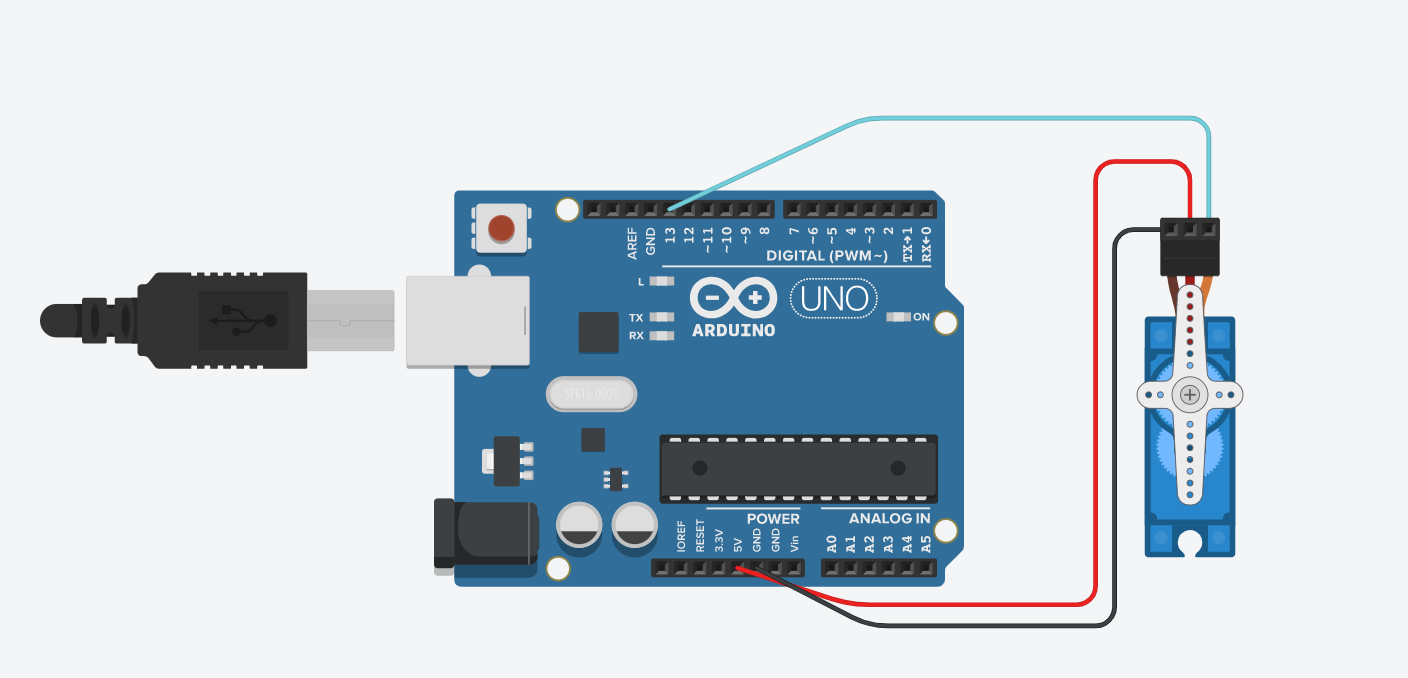 AREF
GND
13
12
~11
~10
~9
8
7
~6
~5
4
~3
2
TX→1
RX←0
DIGITAL (PWM~)
L
TX
RX
ARDUINO
UNO
ON
SPK16.000G
POWER
ANALOG IN
IOREF
RESET
3.3V
5V
GND
GND
Vin
A0
A1
A2
A3
A4
A5